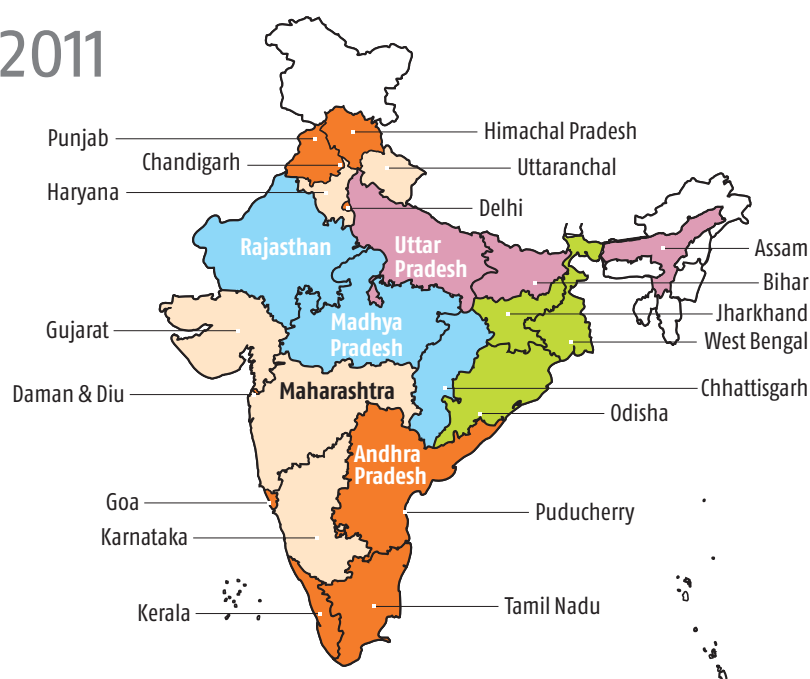 2011
Punjab
Himachal Pradesh
Chandigarh
Uttaranchal
Haryana
Delhi
Rajasthan
Uttar
Pradesh
Assam
Bihar
Jharkhand
Gujarat
Madhya
Pradesh
West Bengal
Daman & Diu
Maharashtra
Chhattisgarh
Odisha
Andhra
Pradesh
Goa
Puducherry
Karnataka
Kerala
Tamil Nadu